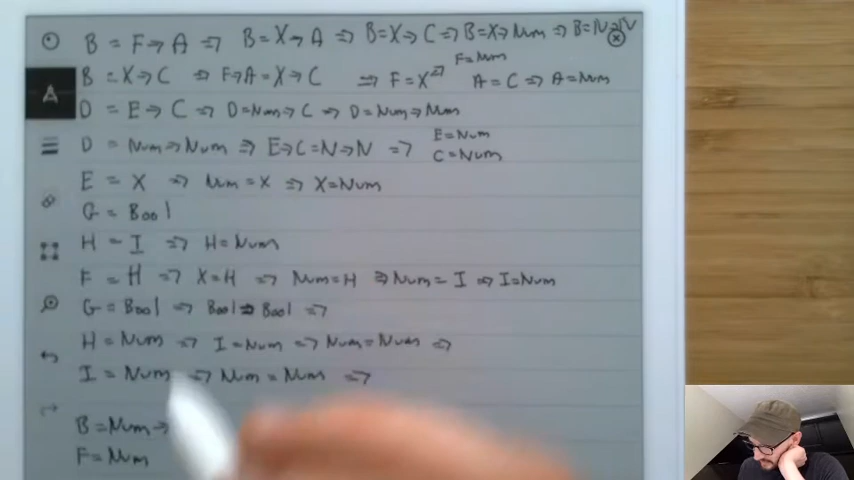 B = F → A ⇒ B = X → A ⇒ B = X → C ⇒ B = X → Num ⇒ B = N → N
F = Num
B = X → C ⇒ F → A = X → C ⇒ F = X ⇒ A = C ⇒ A = Num
D = E → C ⇒ D = Num → C ⇒ D = Num → Num
D = Num → Num ⇒ E → C = N → N ⇒ E = Num
C = Num
E = X ⇒ Num = X ⇒ X = Num
G = Bool
H = I ⇒ H = Num
F = H ⇒ X = H ⇒ Num = H ⇒ Num = I ⇒ I = Num
G = Bool ⇒ Bool = Bool ⇒
H = Num ⇒ I = Num ⇒ Num = Num ⇒
I = Num ⇒ Num = Num ⇒
B = Num →
F = Num